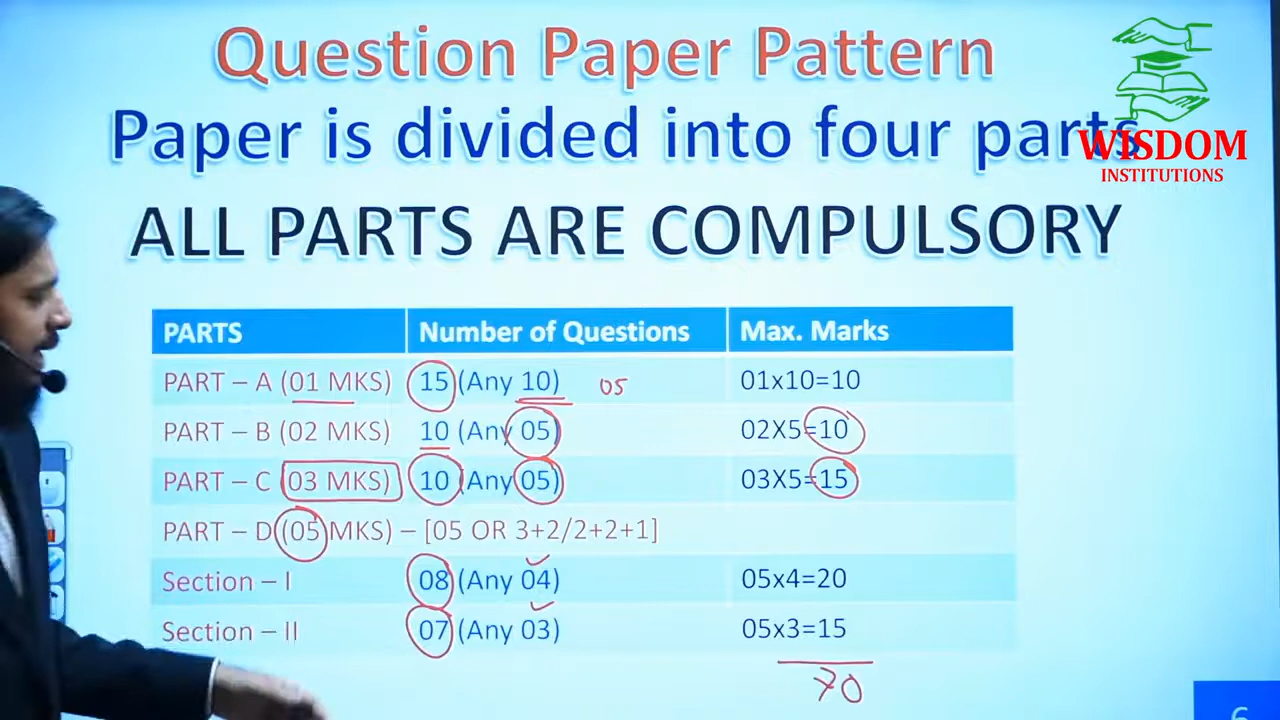 Question Paper Pattern
Paper is divided into four parts
WISDOM
INSTITUTIONS
ALL PARTS ARE COMPULSORY
PARTS Number of Questions Max. Marks
PART – A (01 MKS) 15 (Any 10) 05 01x10=10
PART – B (02 MKS) 10 (Any 05) 02X5=10
PART – C (03 MKS) 10 (Any 05) 03X5=15
PART – D (05 MKS) – [05 OR 3+2/2+2+1]
Section – I 08 (Any 04) 05x4=20
Section – II 07 (Any 03) 05x3=15
70
6